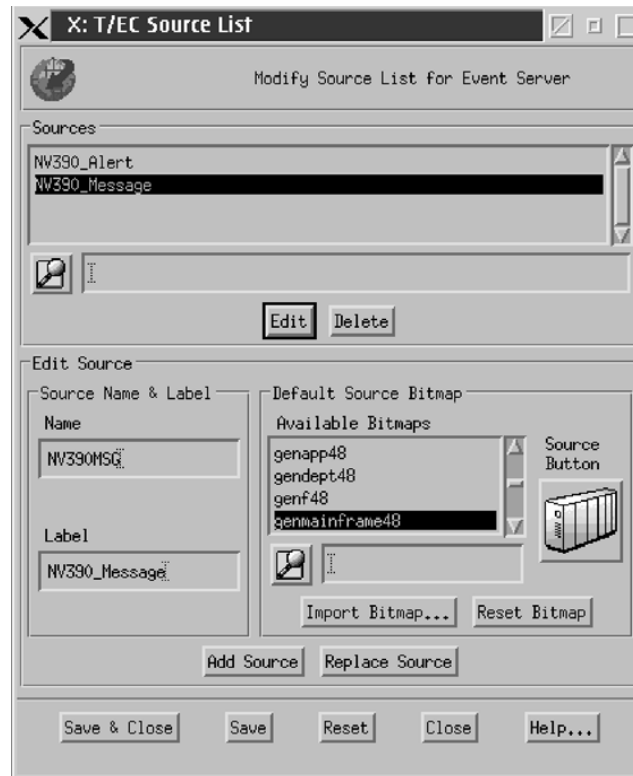 X: T/EC Source List
Modify Source List for Event Server
Sources
NV390_Alert
NV390_Message
Edit Delete
Edit Source
Source Name & Label
Name
NV390MSG
Label
NV390_Message
Default Source Bitmap
Available Bitmaps
genapp48
gendept48
genf48
genmainframe48
Source
Button
Import Bitmap... Reset Bitmap
Add Source Replace Source
Save & Close Save Reset Close Help...